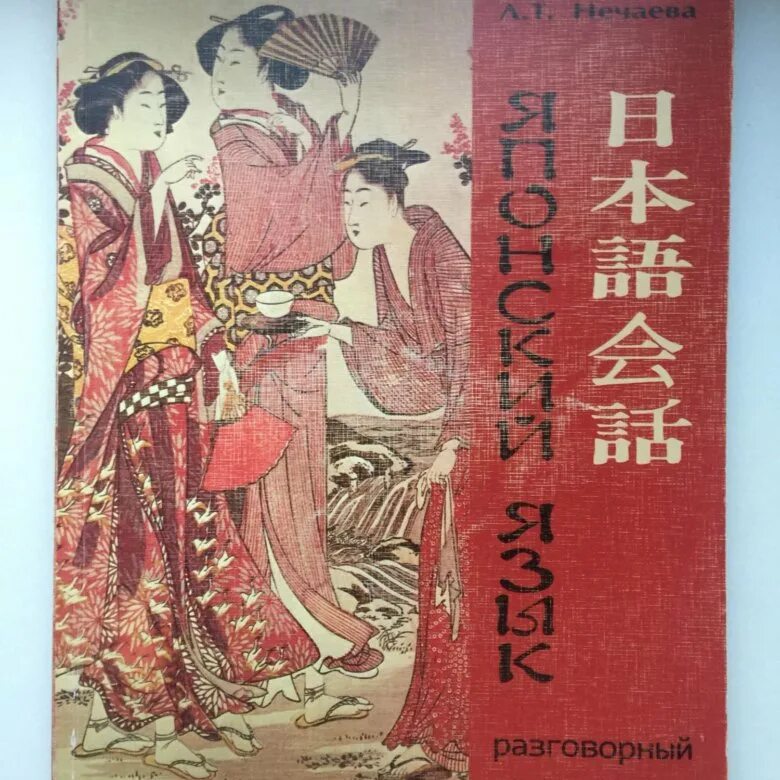 Л.Т. Нечаева
ЯПОНСКИЙ ЯЗЫК
日本語会話
разговорный